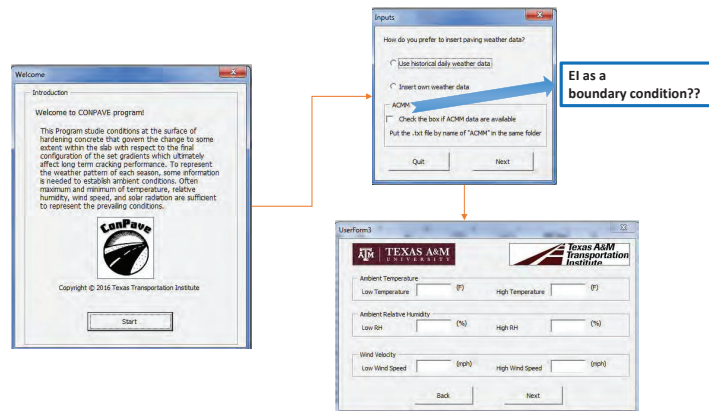 Welcome
Introduction
Welcome to CONPAVE program!
This Program studie conditions at the surface of
hardening concrete that govern the change to some
extent within the slab with respect to the final
configuration of the set gradients which ultimately
affect long term cracking performance. To represent
the weather pattern of each season, some information
is needed to establish ambient conditions. Often
maximum and minimum of temperature, relative
humidity, wind speed, and solar radiation are sufficient
to represent the prevailing conditions.
ConPave
Copyright © 2016 Texas Transportation Institute
Start
Inputs
How do you prefer to insert paving weather data?
Use historical daily weather data
Insert own weather data
ACMM
Check the box if ACMM data are available
Put the .txt file by name of "ACMM" in the same folder
Quit
Next
EI as a
boundary condition??
UserForm3
ATM
TEXAS A&M
UNIVERSITY
Texas A&M
Transportation
Institute
Ambient Temperature
Low Temperature (F) High Temperature (F)
Ambient Relative Humidity
Low RH (%) High RH (%)
Wind Velocity
Low Wind Speed (mph) High Wind Speed (mph)
Back
Next